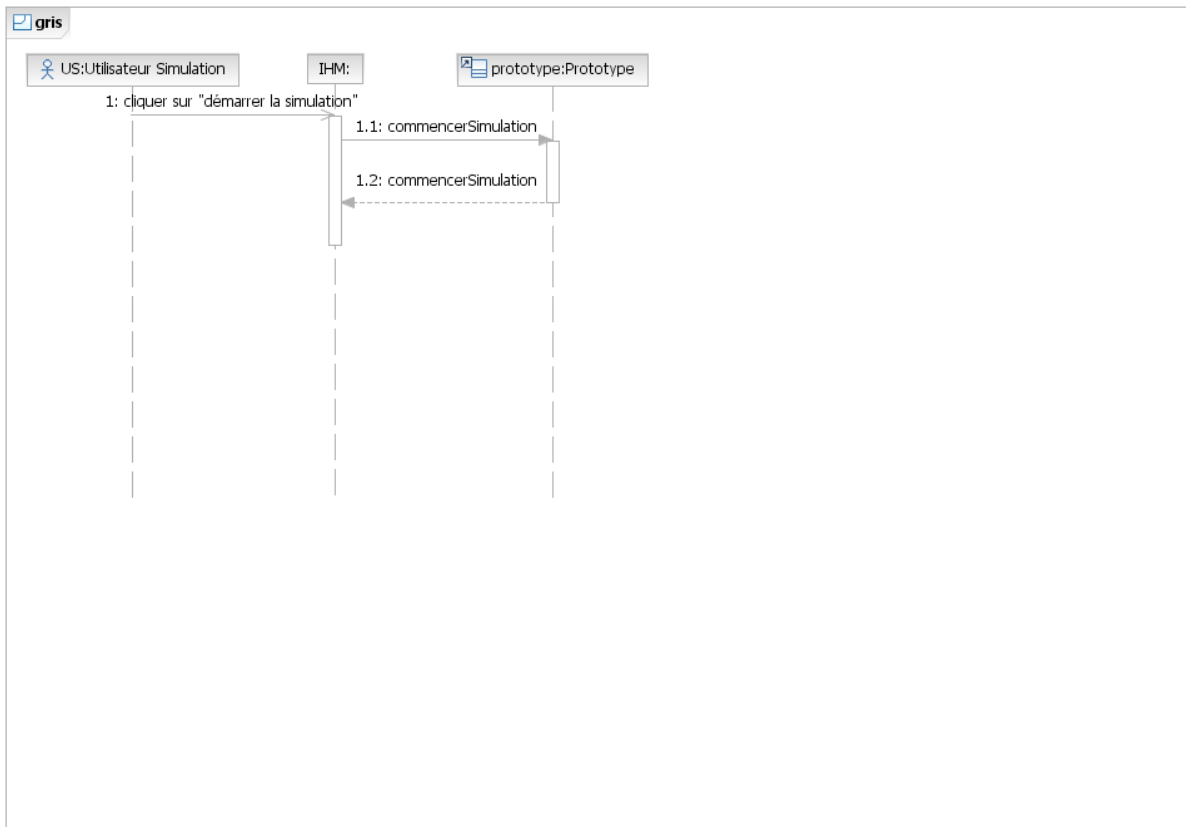 gris
US:Utilisateur Simulation
IHM:
prototype:Prototype
1: cliquer sur "démarrer la simulation"
1.1: commencerSimulation
1.2: commencerSimulation